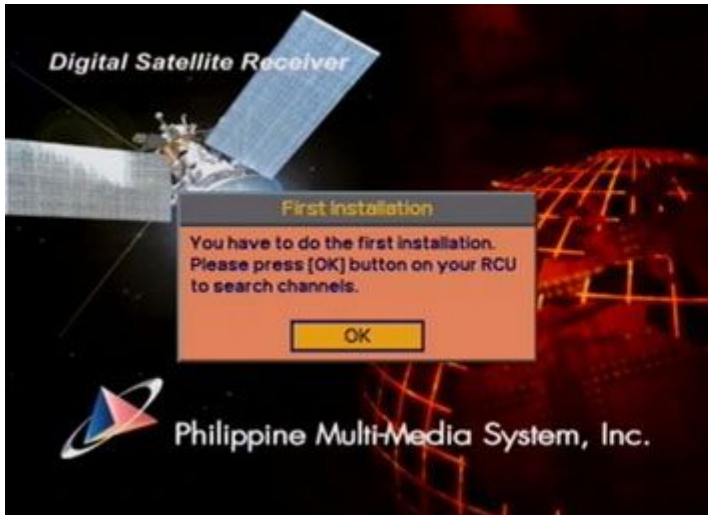 Digital Satellite Receiver
First Installation
You have to do the first installation.
Please press [OK] button on your RCU
to search channels.
OK
Philippine Multi-Media System, Inc.